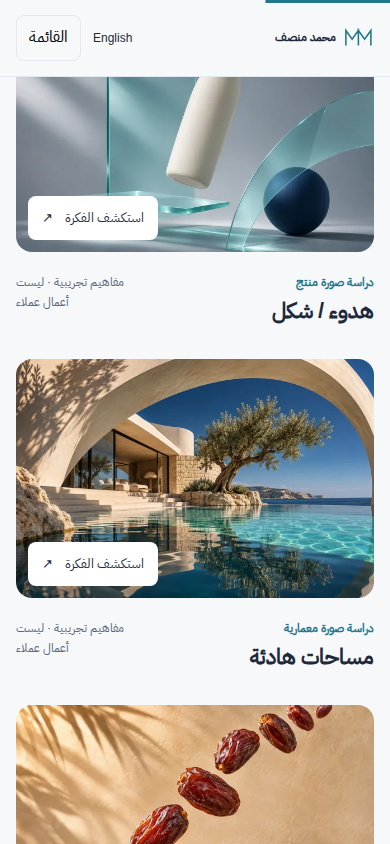 محمد منصف
English
القائمة
استكشف الفكرة ↗
دراسة صورة منتج
هدوء / شكل
مفاهيم تجريبية · ليست
أعمال عملاء
استكشف الفكرة ↗
دراسة صورة معمارية
مساحات هادئة
مفاهيم تجريبية · ليست
أعمال عملاء